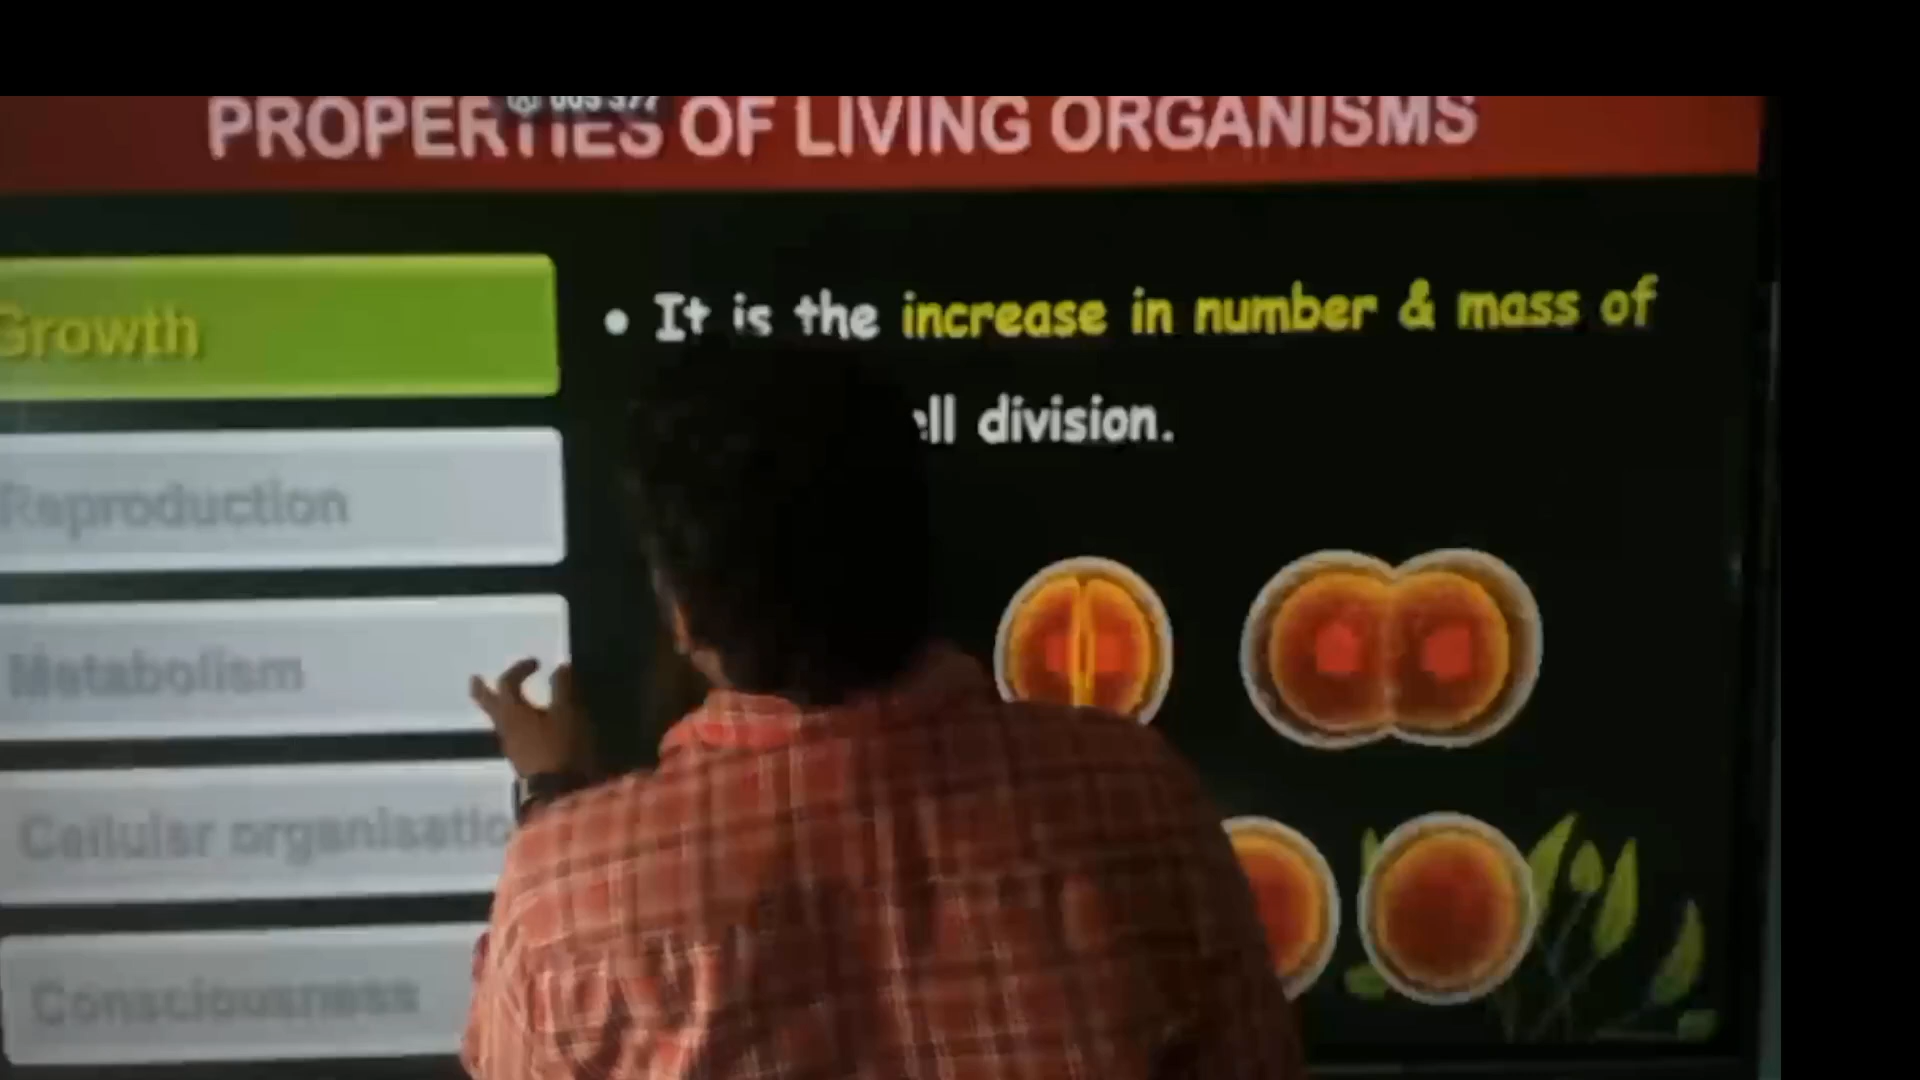 PROPERTIES OF LIVING ORGANISMS
Growth
Reproduction
Metabolism
Cellular organisatio
Consciousness
• It is the increase in number & mass of
ell division.